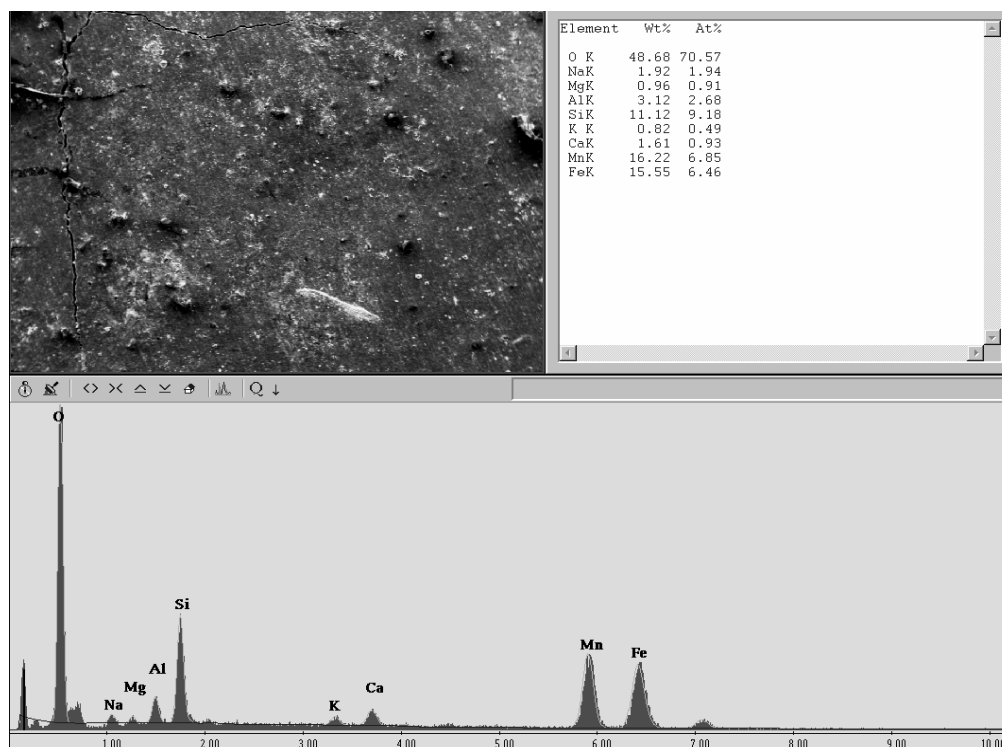 Element Wt% At%
O K 48.68 70.57
NaK 1.92 1.94
MgK 0.96 0.91
AlK 3.12 2.68
SiK 11.12 9.18
K K 0.82 0.49
CaK 1.61 0.93
MnK 16.22 6.85
FeK 15.55 6.46
O
Si
Mn
Fe
Al
Mg
Ca
Na
K
1.00 2.00 3.00 4.00 5.00 6.00 7.00 8.00 9.00 10.00